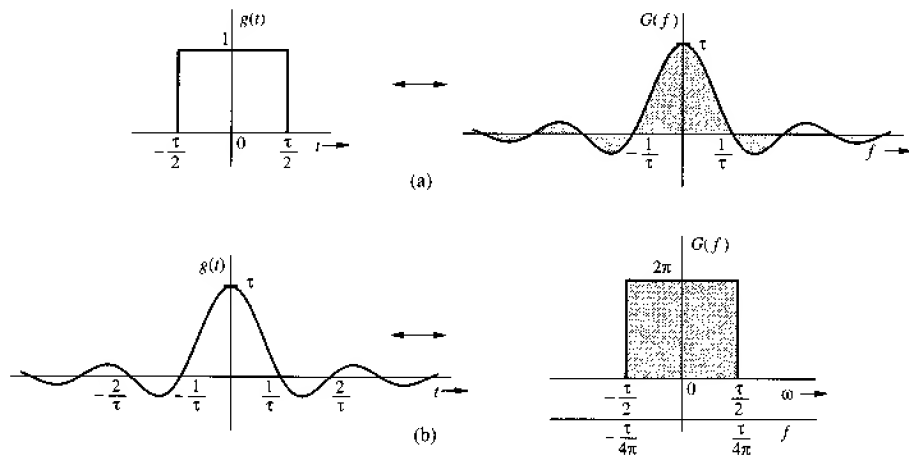 g(t)
1
-τ/2 0 τ/2 t
G(f)
τ
-1/τ 1/τ f
(a)
g(t)
τ
-2/τ -1/τ 1/τ 2/τ t
G(f)
2π
-τ/2 0 τ/2 ω
-τ/4π τ/4π f
(b)